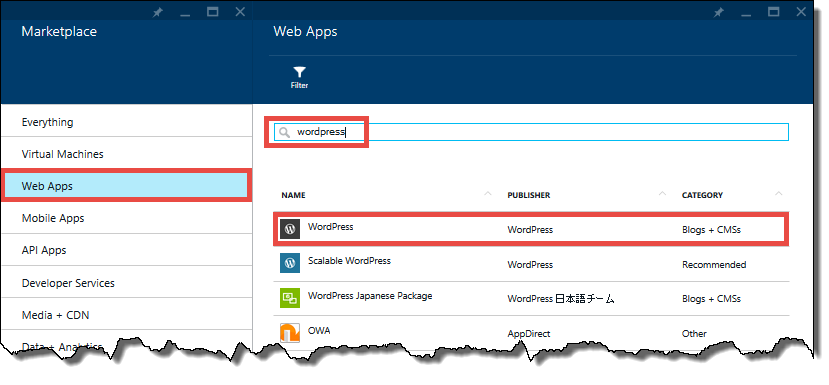 Marketplace
Everything
Virtual Machines
Web Apps
Mobile Apps
API Apps
Developer Services
Media + CDN
Data + Analytics
Web Apps
Filter
wordpress
NAME PUBLISHER CATEGORY
WordPress WordPress Blogs + CMSs
Scalable WordPress WordPress Recommended
WordPress Japanese Package WordPress 日本語チーム Blogs + CMSs
OWA AppDirect Other